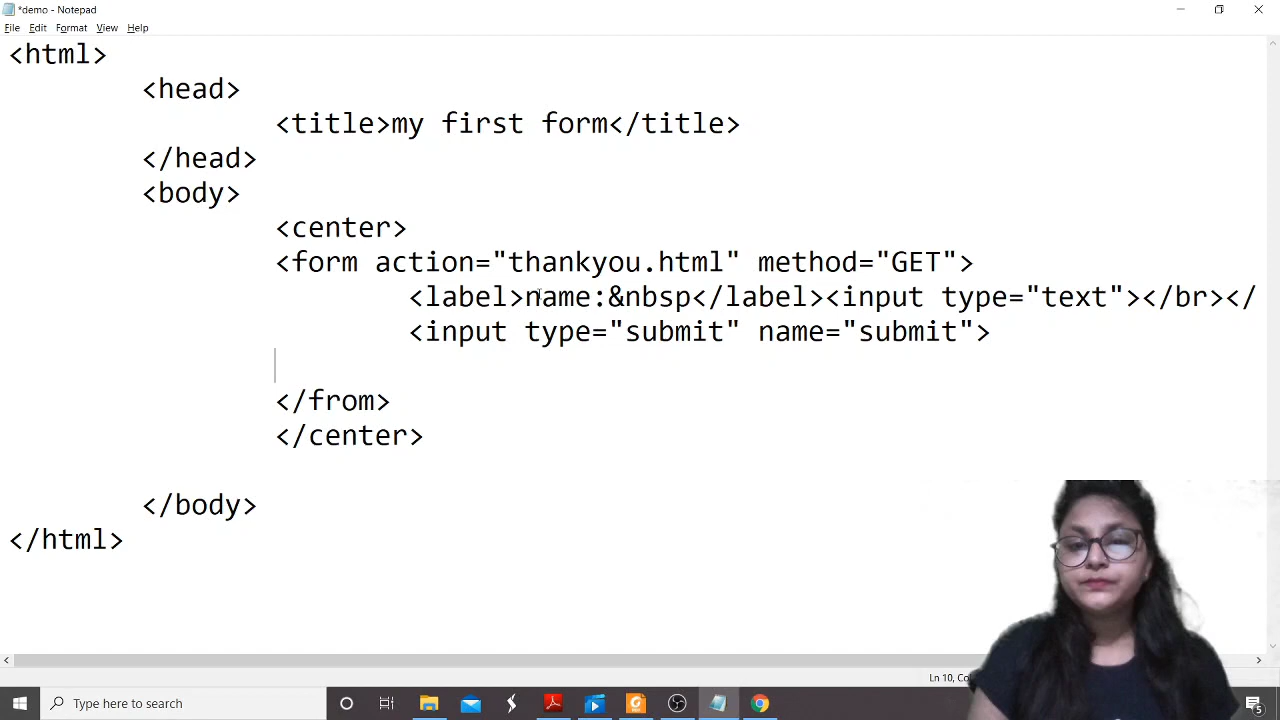 *demo - Notepad
File Edit Format View Help
<html>
<head>
<title>my first form</title>
</head>
<body>
<center>
<form action="thankyou.html" method="GET">
<label>name:&nbsp</label><input type="text"></br></
<input type="submit" name="submit">
</from>
</center>
</body>
</html>
Ln 10, Co
Type here to search
5